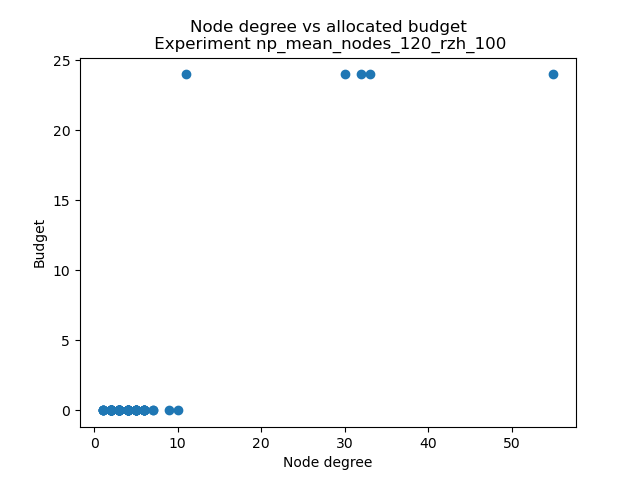 Node degree vs allocated budget
Experiment np_mean_nodes_120_rzh_100
25
20
15
10
5
0
Budget
0 10 20 30 40 50
Node degree